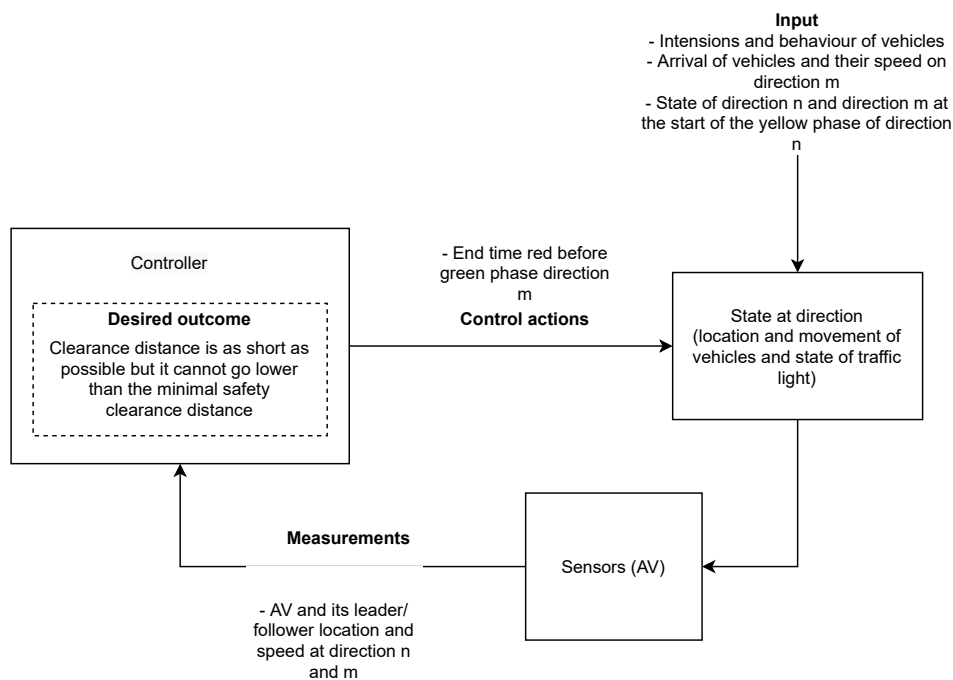 Input
- Intensions and behaviour of vehicles
- Arrival of vehicles and their speed on
direction m
- State of direction n and direction m at
the start of the yellow phase of direction
n
Controller
Desired outcome
Clearance distance is as short as
possible but it cannot go lower
than the minimal safety
clearance distance
- End time red before
green phase direction
m
Control actions
State at direction
(location and movement of
vehicles and state of traffic
light)
Measurements
- AV and its leader/
follower location and
speed at direction n
and m
Sensors (AV)